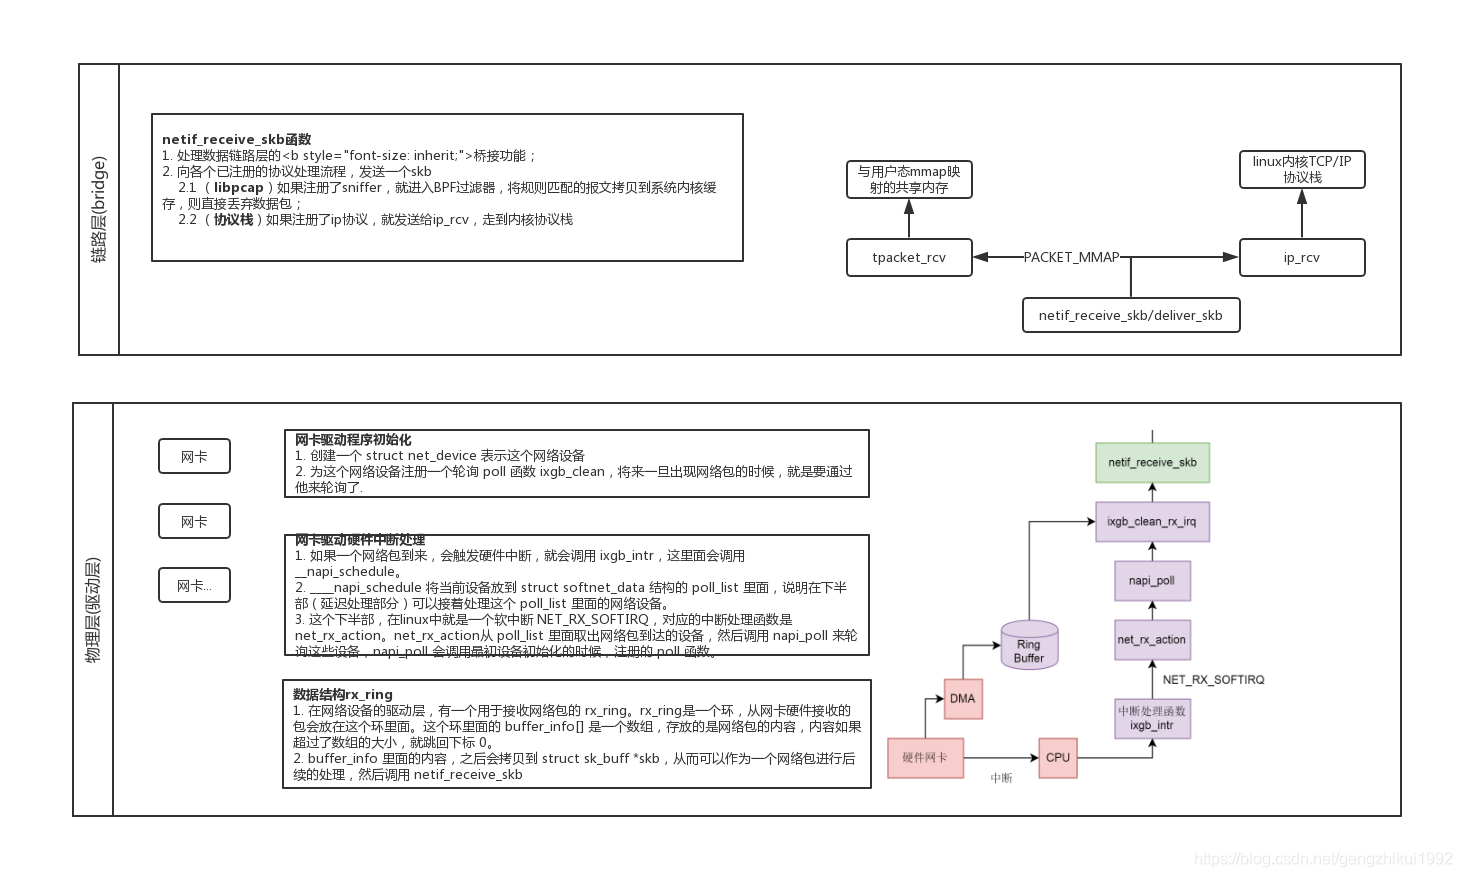 链路层(bridge)
netif_receive_skb函数
1. 处理数据链路层的<b style="font-size: inherit;">桥接功能；
2. 向各个已注册的协议处理流程，发送一个skb
2.1 （ libpcap ）如果注册了sniffer，就进入BPF过滤器，将规则匹配的报文拷贝到系统内核缓
存，则直接丢弃数据包；
2.2 （ 协议栈 ）如果注册了ip协议，就发送给ip_rcv，走到内核协议栈
与用户态mmap映
射的共享内存
linux内核TCP/IP
协议栈
tpacket_rcv
PACKET_MMAP
ip_rcv
netif_receive_skb/deliver_skb
物理层(驱动层)
网卡
网卡
网卡...
网卡驱动程序初始化
1. 创建一个 struct net_device 表示这个网络设备
2. 为这个网络设备注册一个轮询 poll 函数 ixgb_clean，将来一旦出现网络包的时候，就是要通过
他来轮询了.
网卡驱动硬件中断处理
1. 如果一个网络包到来，会触发硬件中断，就会调用 ixgb_intr，这里面会调用
__napi_schedule。
2. ____napi_schedule 将当前设备放到 struct softnet_data 结构的 poll_list 里面，说明在下半
部（延迟处理部分）可以接着处理这个 poll_list 里面的网络设备。
3. 这个下半部，在linux中就是一个软中断 NET_RX_SOFTIRQ，对应的中断处理函数是
net_rx_action。net_rx_action从 poll_list 里面取出网络包到达的设备，然后调用 napi_poll 来轮
询这些设备，napi_poll 会调用最初设备初始化的时候，注册的 poll 函数。
数据结构rx_ring
1. 在网络设备的驱动层，有一个用于接收网络包的 rx_ring。rx_ring是一个环，从网卡硬件接收的
包会放在这个环里面。这个环里面的 buffer_info[] 是一个数组，存放的是网络包的内容，内容如果
超过了数组的大小，就跳回下标 0。
2. buffer_info 里面的内容，之后会拷贝到 struct sk_buff *skb，从而可以作为一个网络包进行后
续的处理，然后调用 netif_receive_skb
netif_receive_skb
ixgb_clean_rx_irq
napi_poll
net_rx_action
Ring
Buffer
NET_RX_SOFTIRQ
DMA
中断处理函数
ixgb_intr
硬件网卡
CPU
中断
https://blog.csdn.net/gengzhikui1992